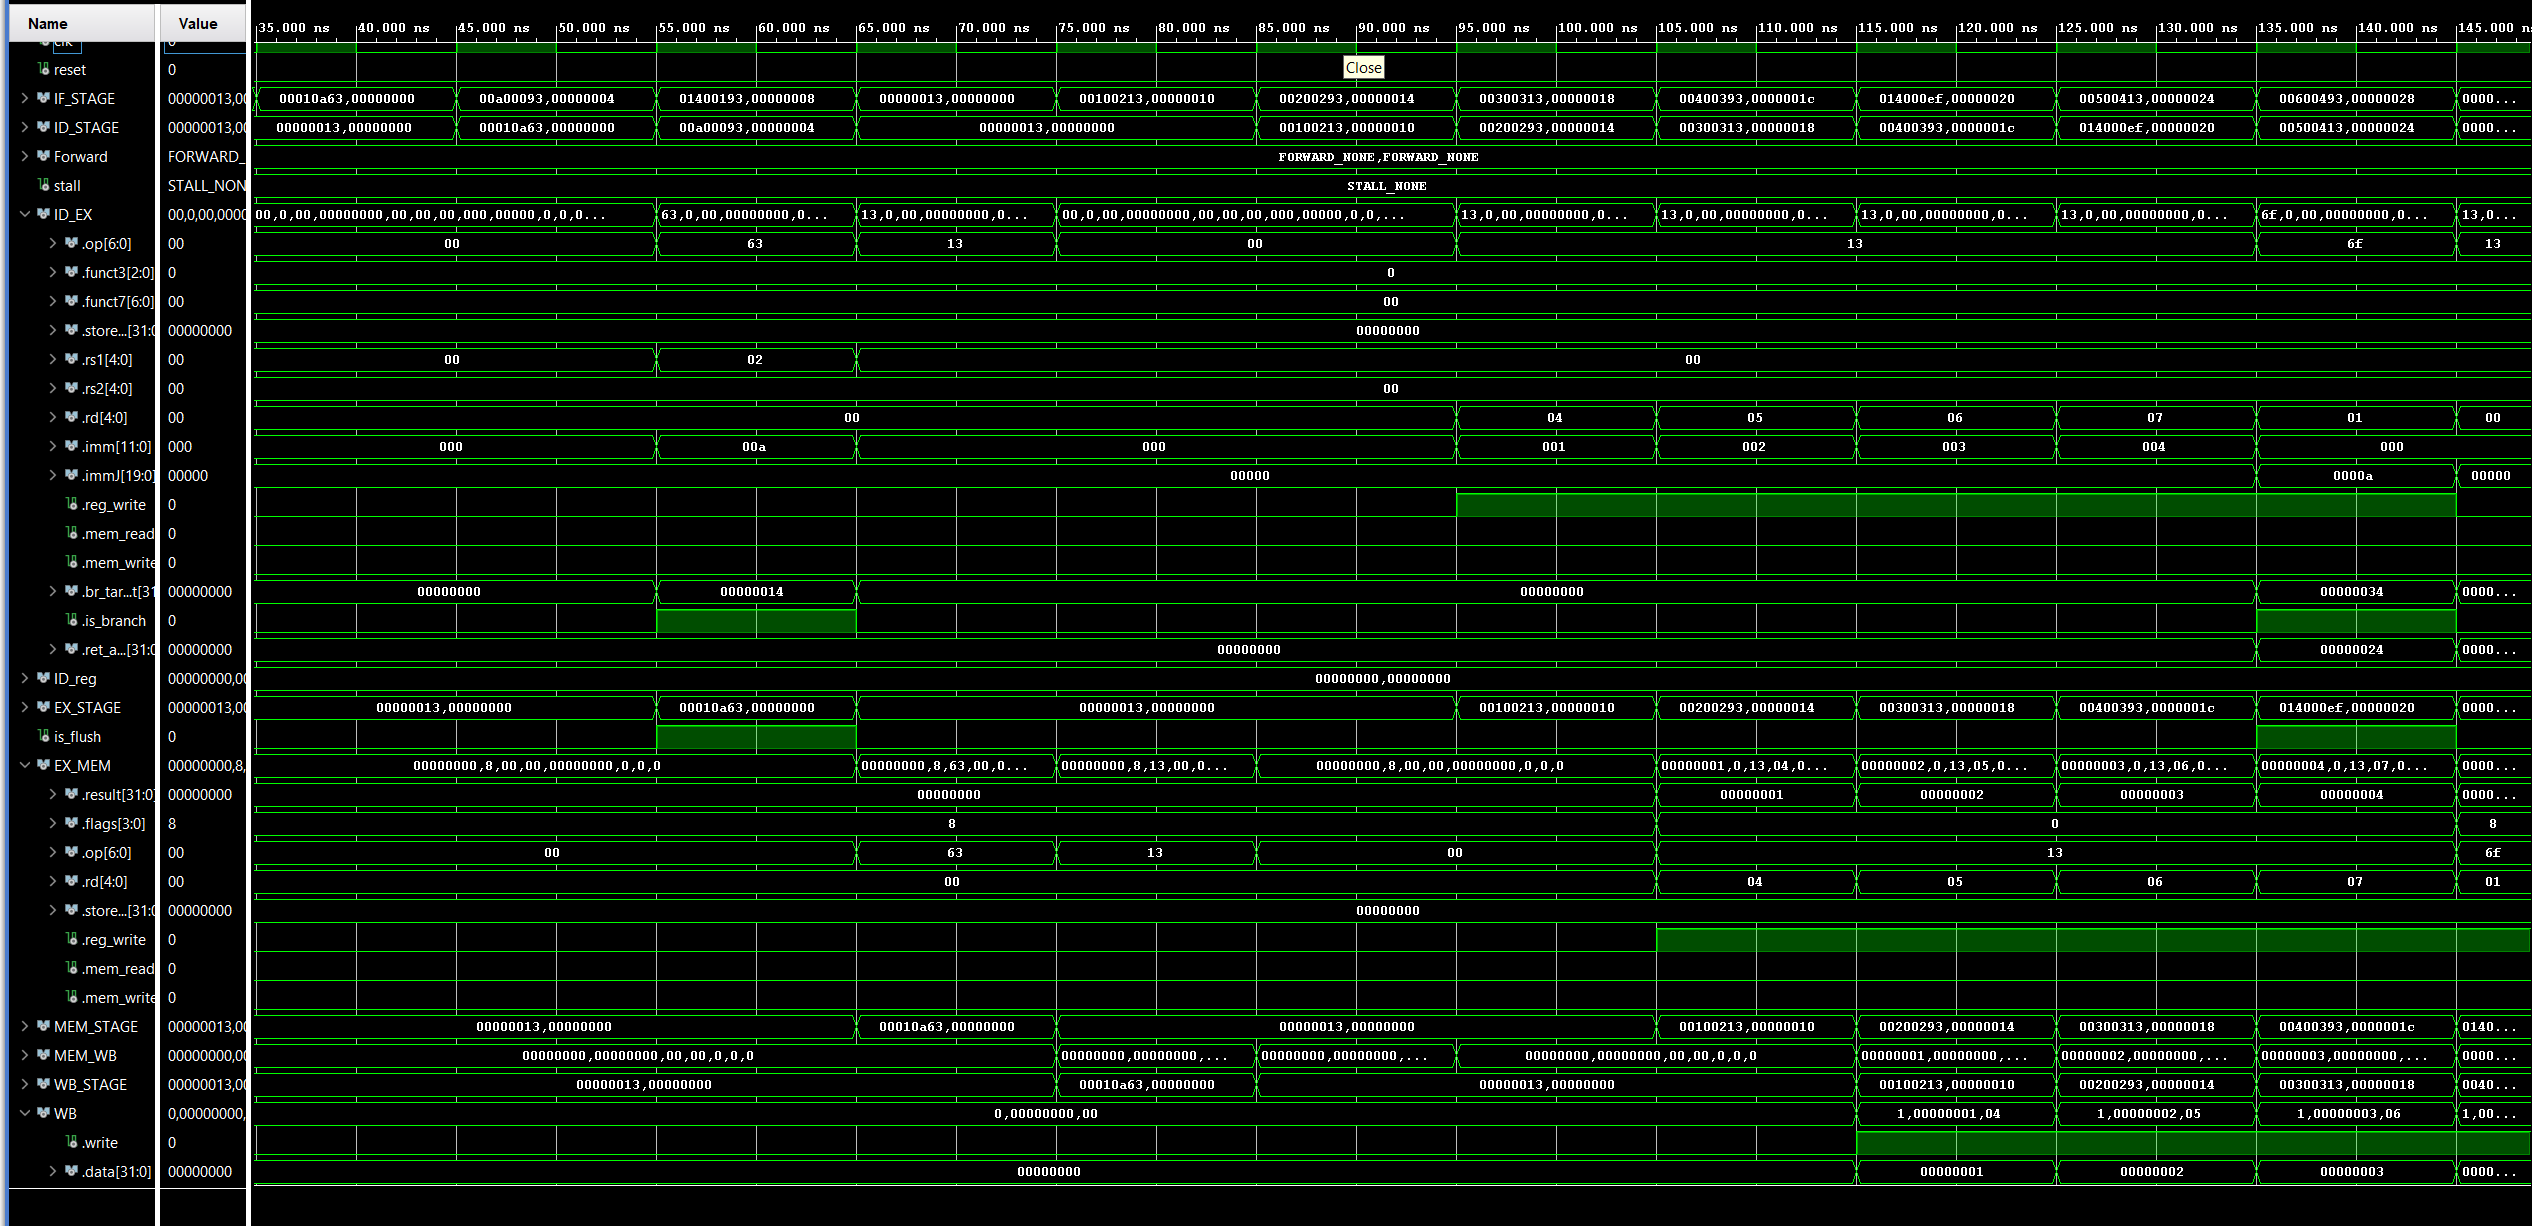 Name Value 35.000 ns 40.000 ns 45.000 ns 50.000 ns 55.000 ns 60.000 ns 65.000 ns 70.000 ns 75.000 ns 80.000 ns 85.000 ns 90.000 ns 95.000 ns 100.000 ns 105.000 ns 110.000 ns 115.000 ns 120.000 ns 125.000 ns 130.000 ns 135.000 ns 140.000 ns 145.000 n
clk 0
reset 0 Close
IF_STAGE 00000013,00 00010a63,00000000 00a00093,00000004 01400193,00000008 00000013,00000000 00100213,00000010 00200293,00000014 00300313,00000018 00400393,0000001c 014000ef,00000020 00500413,00000024 00600493,00000028 0000...
ID_STAGE 00000013,00 00000013,00000000 00010a63,00000000 00a00093,00000004 00000013,00000000 00100213,00000010 00200293,00000014 00300313,00000018 00400393,0000001c 014000ef,00000020 00500413,00000024 0000...
Forward FORWARD_ FORWARD_NONE,FORWARD_NONE
stall STALL_NON STALL_NONE
ID_EX 00,0,00,0000 00,0,00,00000000,00,00,00,000,00000,0,0,0... 63,0,00,00000000,0... 13,0,00,00000000,0... 00,0,00,00000000,00,00,00,000,00000,0,0,... 13,0,00,00000000,0... 13,0,00,00000000,0... 13,0,00,00000000,0... 13,0,00,00000000,0... 6f,0,00,00000000,0... 13,0...
.op[6:0] 00 00 63 13 00 13 6f 13
.funct3[2:0] 0 0
.funct7[6:0] 00 00
.store...[31:0 00000000 00000000
.rs1[4:0] 00 00 02 00
.rs2[4:0] 00 00
.rd[4:0] 00 00 04 05 06 07 01 00
.imm[11:0] 000 000 00a 000 001 002 003 004 000
.immJ[19:0] 00000 00000 0000a 00000
.reg_write 0
.mem_read 0
.mem_write 0
.br_tar...t[31 00000000 00000000 00000014 00000000 00000034 0000...
.is_branch 0
.ret_a...[31:0 00000000 00000000 00000024 0000...
ID_reg 00000000,00 00000000,00000000
EX_STAGE 00000013,00 00000013,00000000 00010a63,00000000 00000013,00000000 00100213,00000010 00200293,00000014 00300313,00000018 00400393,0000001c 014000ef,00000020 0000...
is_flush 0
EX_MEM 00000000,8, 00000000,8,00,00,00000000,0,0,0 00000000,8,63,00,0... 00000000,8,13,00,0... 00000000,8,00,00,00000000,0,0,0 00000001,0,13,04,0... 00000002,0,13,05,0... 00000003,0,13,06,0... 00000004,0,13,07,0... 0000...
.result[31:0] 00000000 00000000 00000001 00000002 00000003 00000004 0000...
.flags[3:0] 8 8 0 8
.op[6:0] 00 00 63 13 00 13 6f
.rd[4:0] 00 00 04 05 06 07 01
.store...[31:0 00000000 00000000
.reg_write 0
.mem_read 0
.mem_write 0
MEM_STAGE 00000013,00 00000013,00000000 00010a63,00000000 00000013,00000000 00100213,00000010 00200293,00000014 00300313,00000018 00400393,0000001c 0140...
MEM_WB 00000000,00 00000000,00000000,00,00,0,0,0 00000000,00000000,... 00000000,00000000,... 00000000,00000000,00,00,0,0,0 00000001,00000000,... 00000002,00000000,... 00000003,00000000,... 0000...
WB_STAGE 00000013,00 00000013,00000000 00010a63,00000000 00000013,00000000 00100213,00000010 00200293,00000014 00300313,00000018 0040...
WB 0,00000000, 0,00000000,00 1,00000001,04 1,00000002,05 1,00000003,06 1,00...
.write 0
.data[31:0] 00000000 00000000 00000001 00000002 00000003 0000...